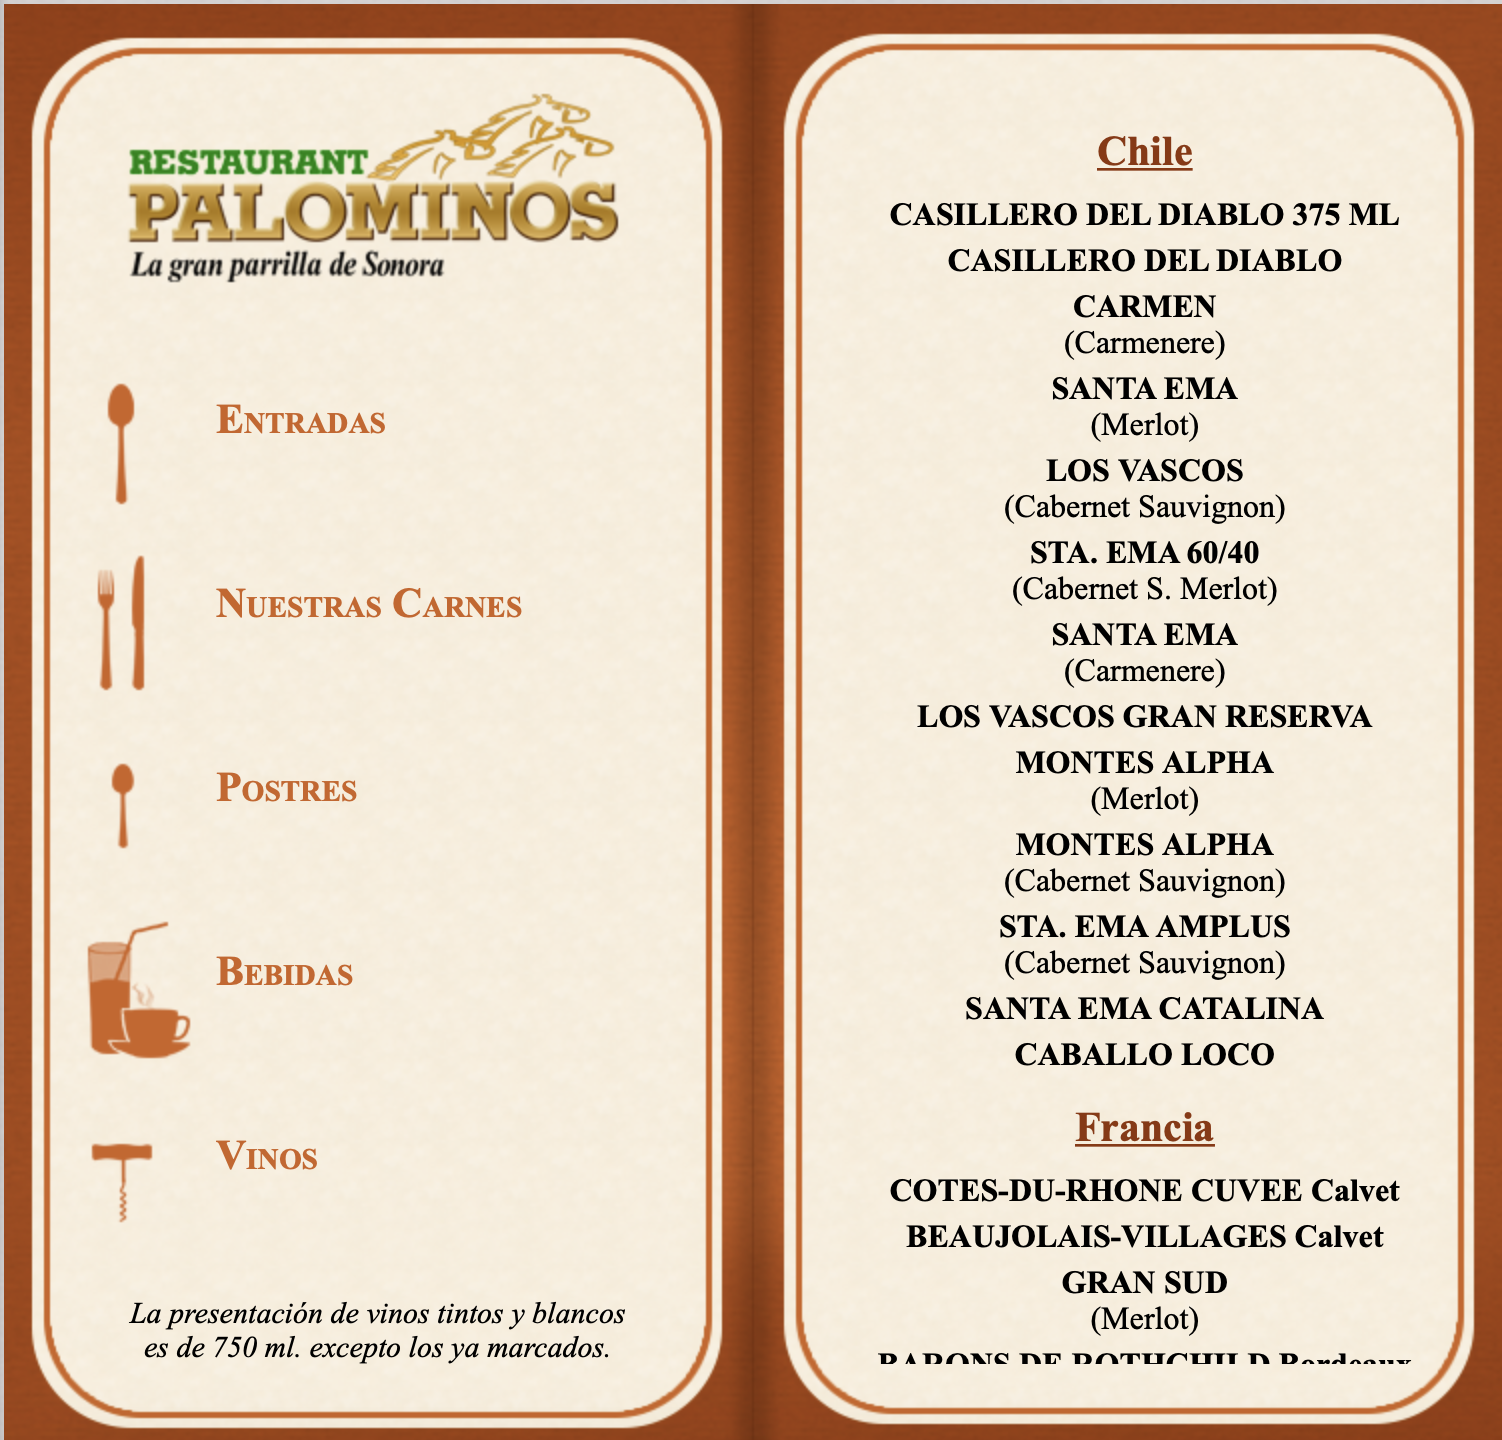 RESTAURANT
PALOMINOS
La gran parrilla de Sonora
ENTRADAS
NUESTRAS CARNES
POSTRES
BEBIDAS
VINOS
La presentación de vinos tintos y blancos
es de 750 ml. excepto los ya marcados.
Chile
CASILLERO DEL DIABLO 375 ML
CASILLERO DEL DIABLO
CARMEN
(Carmenere)
SANTA EMA
(Merlot)
LOS VASCOS
(Cabernet Sauvignon)
STA. EMA 60/40
(Cabernet S. Merlot)
SANTA EMA
(Carmenere)
LOS VASCOS GRAN RESERVA
MONTES ALPHA
(Merlot)
MONTES ALPHA
(Cabernet Sauvignon)
STA. EMA AMPLUS
(Cabernet Sauvignon)
SANTA EMA CATALINA
CABALLO LOCO
Francia
COTES-DU-RHONE CUVEE Calvet
BEAUJOLAIS-VILLAGES Calvet
GRAN SUD
(Merlot)
BARONS DE ROTHCHILD Bordeaux